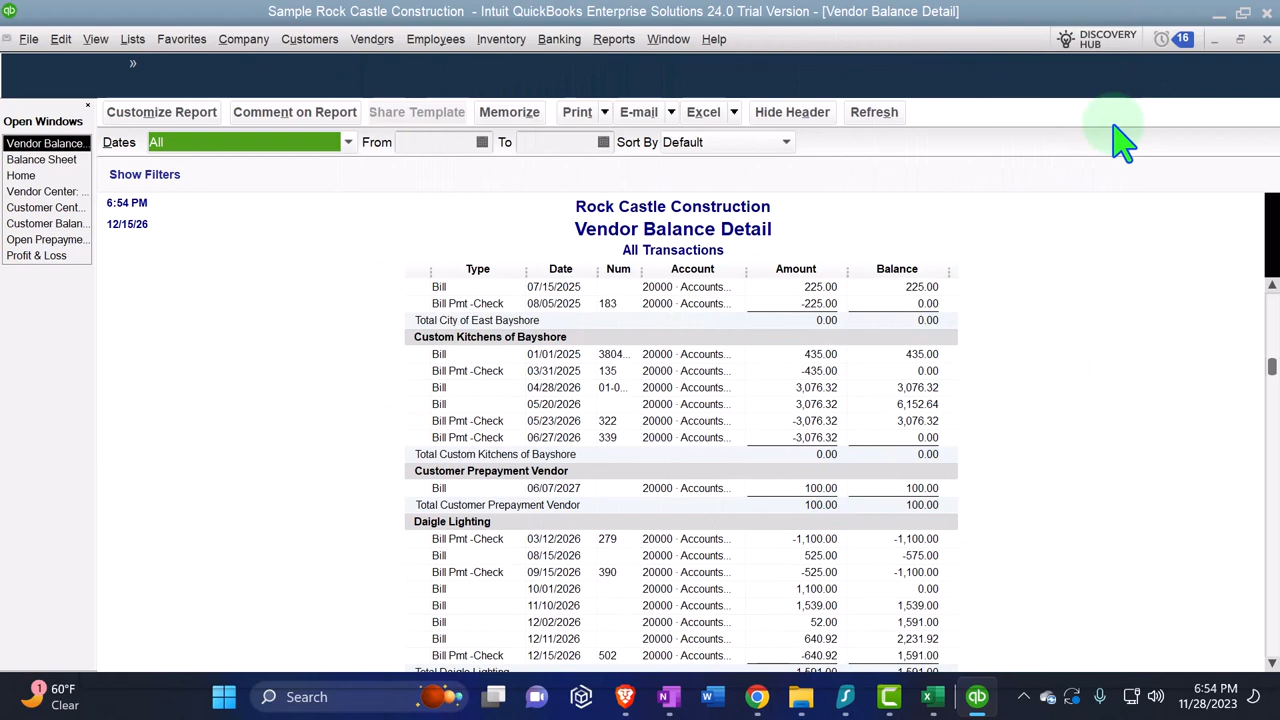 Sample Rock Castle Construction - Intuit QuickBooks Enterprise Solutions 24.0 Trial Version - [Vendor Balance Detail]
File Edit View Lists Favorites Company Customers Vendors Employees Inventory Banking Reports Window Help DISCOVERY HUB 16
»
Customize Report Comment on Report Share Template Memorize Print E-mail Excel Hide Header Refresh
Open Windows
Dates All From To Sort By Default
Vendor Balance...
Balance Sheet
Home
Vendor Center: ...
Customer Cent...
Customer Balan...
Open Prepayme...
Profit & Loss
Show Filters
6:54 PM
12/15/26
Rock Castle Construction
Vendor Balance Detail
All Transactions
Type Date Num Account Amount Balance
Bill 07/15/2025 20000 · Accounts... 225.00 225.00
Bill Pmt -Check 08/05/2025 183 20000 · Accounts... -225.00 0.00
Total City of East Bayshore 0.00 0.00
Custom Kitchens of Bayshore
Bill 01/01/2025 3804... 20000 · Accounts... 435.00 435.00
Bill Pmt -Check 03/31/2025 135 20000 · Accounts... -435.00 0.00
Bill 04/28/2026 01-0... 20000 · Accounts... 3,076.32 3,076.32
Bill 05/20/2026 20000 · Accounts... 3,076.32 6,152.64
Bill Pmt -Check 05/23/2026 322 20000 · Accounts... -3,076.32 3,076.32
Bill Pmt -Check 06/27/2026 339 20000 · Accounts... -3,076.32 0.00
Total Custom Kitchens of Bayshore 0.00 0.00
Customer Prepayment Vendor
Bill 06/07/2027 20000 · Accounts... 100.00 100.00
Total Customer Prepayment Vendor 100.00 100.00
Daigle Lighting
Bill Pmt -Check 03/12/2026 279 20000 · Accounts... -1,100.00 -1,100.00
Bill 08/15/2026 20000 · Accounts... 525.00 -575.00
Bill Pmt -Check 09/15/2026 390 20000 · Accounts... -525.00 -1,100.00
Bill 10/01/2026 20000 · Accounts... 1,100.00 0.00
Bill 11/10/2026 20000 · Accounts... 1,539.00 1,539.00
Bill 12/02/2026 20000 · Accounts... 52.00 1,591.00
Bill 12/11/2026 20000 · Accounts... 640.92 2,231.92
Bill Pmt -Check 12/15/2026 502 20000 · Accounts... -640.92 1,591.00
Total Daigle Lighting 1,591.00 1,591.00
1 60°F
Clear
Search
6:54 PM
11/28/2023